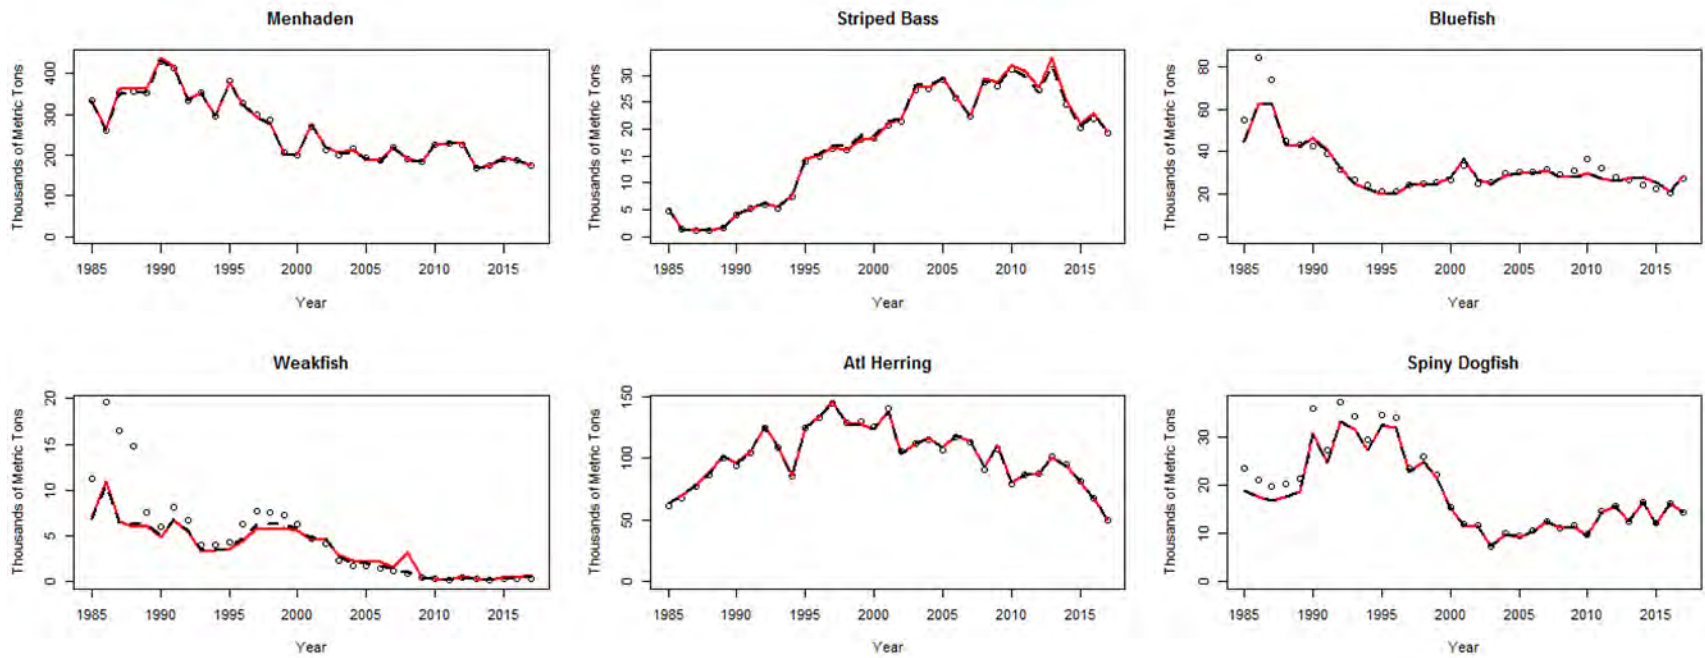 Menhaden
Thousands of Metric Tons
0 100 200 300 400
1985 1990 1995 2000 2005 2010 2015
Year
Striped Bass
Thousands of Metric Tons
0 5 10 15 20 25 30
1985 1990 1995 2000 2005 2010 2015
Year
Bluefish
Thousands of Metric Tons
0 20 40 60 80
1985 1990 1995 2000 2005 2010 2015
Year
Weakfish
Thousands of Metric Tons
0 5 10 15 20
1985 1990 1995 2000 2005 2010 2015
Year
Atl Herring
Thousands of Metric Tons
0 50 100 150
1985 1990 1995 2000 2005 2010 2015
Year
Spiny Dogfish
Thousands of Metric Tons
0 10 20 30
1985 1990 1995 2000 2005 2010 2015
Year